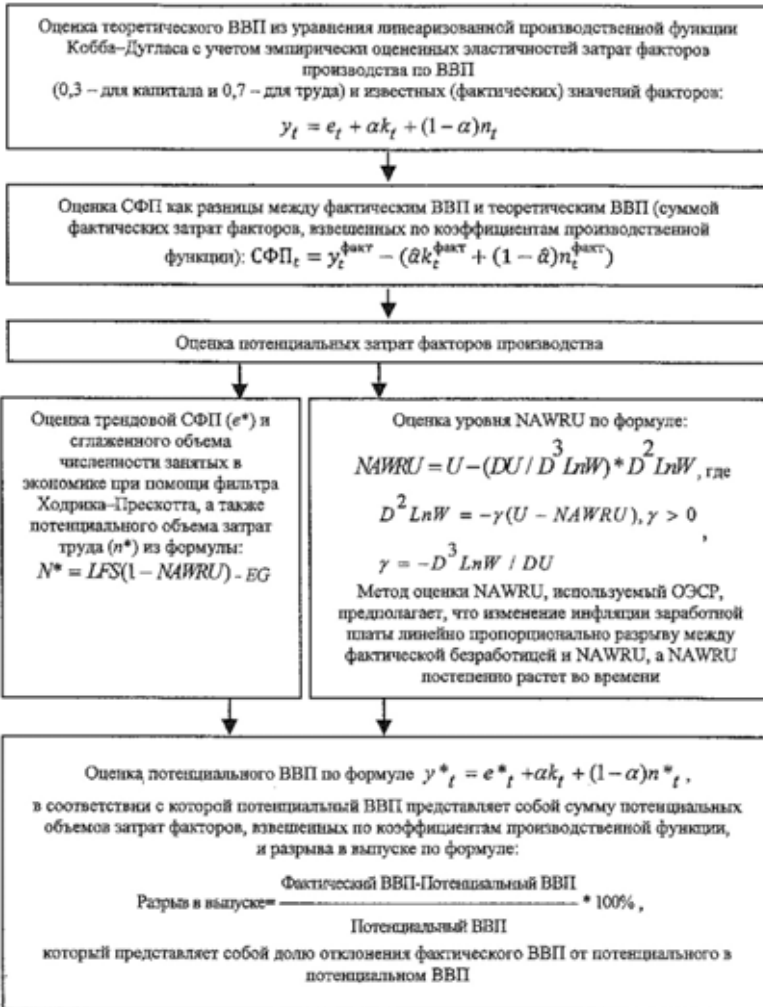 Оценка теоретического ВВП из уравнения линеаризованной производственной функции
Кобба–Дугласа с учетом эмпирически оцененных эластичностей затрат факторов
производства по ВВП
(0,3 – для капитала и 0,7 – для труда) и известных (фактических) значений факторов:
y_t = e_t + αk_t + (1 − α)n_t
Оценка СФП как разницы между фактическим ВВП и теоретическим ВВП (суммой
фактических затрат факторов, взвешенных по коэффициентам производственной
функции): СФП_t = y_t^факт − (α̂k_t^факт + (1 − α̂)n_t^факт)
Оценка потенциальных затрат факторов производства
Оценка трендовой СФП (e*) и
сглаженного объема
численности занятых в
экономике при помощи фильтра
Ходрика–Прескотта, а также
потенциального объема затрат
труда (n*) из формулы:
N* = LFS(1 − NAWRU) - EG
Оценка уровня NAWRU по формуле:
NAWRU = U − (DU / D^3 LnW) * D^2 LnW, где
D^2 LnW = −γ(U − NAWRU), γ > 0
,
γ = −D^3 LnW / DU
Метод оценки NAWRU, используемый ОЭСР,
предполагает, что изменение инфляции заработной
платы линейно пропорционально разрыву между
фактической безработицей и NAWRU, а NAWRU
постепенно растет во времени
Оценка потенциального ВВП по формуле y*_t = e*_t + αk_t + (1 − α)n*_t ,
в соответствии с которой потенциальный ВВП представляет собой сумму потенциальных
объемов затрат факторов, взвешенных по коэффициентам производственной функции,
и разрыва в выпуске по формуле:
Фактический ВВП-Потенциальный ВВП
Разрыв в выпуске= * 100% ,
Потенциальный ВВП
который представляет собой долю отклонения фактического ВВП от потенциального в
потенциальном ВВП